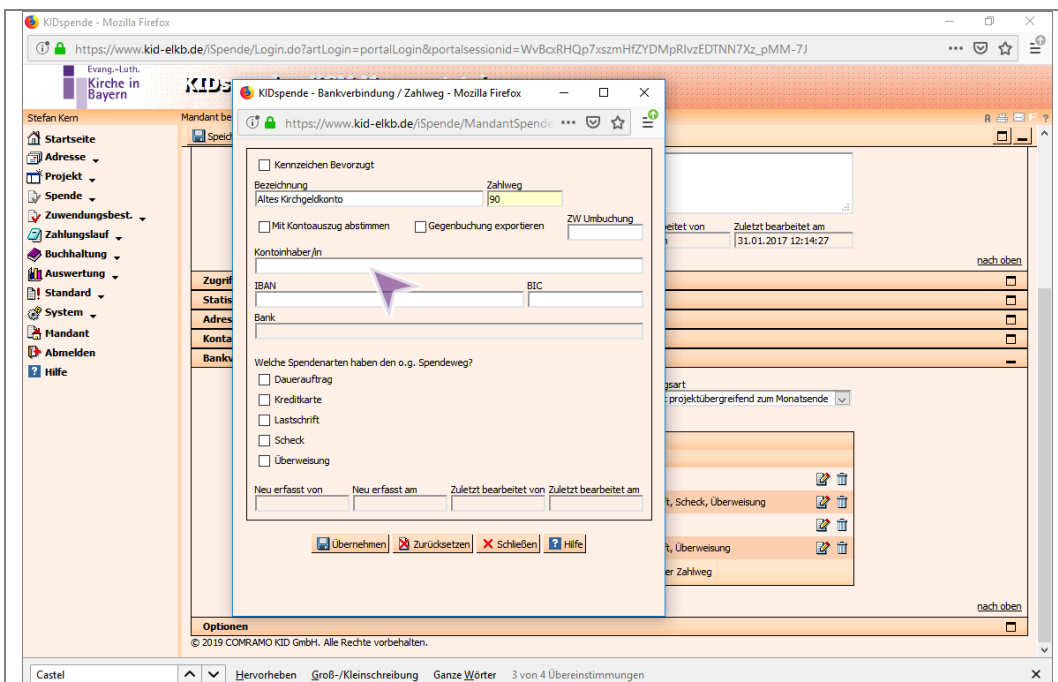 KIDspende - Mozilla Firefox
https://www.kid-elkb.de/iSpende/Login.do?artLogin=portalLogin&portalsessionid=WvBcxRHQp7xszmHfZYDMpRIvzEDTNN7Xz_pMM-7J
Evang.-Luth.
Kirche in
Bayern
Stefan Kern
Mandant be
Startseite
Adresse
Projekt
Spende
Zuwendungsbest.
Zahlungslauf
Buchhaltung
Auswertung
Standard
System
Mandant
Abmelden
Hilfe
Speich
KIDspende - Bankverbindung / Zahlweg - Mozilla Firefox
https://www.kid-elkb.de/iSpende/MandantSpende
Kennzeichen Bevorzugt
Bezeichnung Zahlweg
Altes Kirchgeldkonto 90
Mit Kontoauszug abstimmen Gegenbuchung exportieren ZW Umbuchung
Kontoinhaber/in
IBAN BIC
Bank
Welche Spendenarten haben den o.g. Spendeweg?
Dauerauftrag
Kreditkarte
Lastschrift
Scheck
Überweisung
Neu erfasst von Neu erfasst am Zuletzt bearbeitet von Zuletzt bearbeitet am
Übernehmen Zurücksetzen Schließen Hilfe
eitet von Zuletzt bearbeitet am
31.01.2017 12:14:27
nach oben
Zugrif
Statis
Adres
Konta
Bankv
gsart
projektübergreifend zum Monatsende
ft, Scheck, Überweisung
ft, Überweisung
er Zahlweg
nach oben
Optionen
© 2019 COMRAMO KID GmbH. Alle Rechte vorbehalten.
Castel Hervorheben Groß-/Kleinschreibung Ganze Wörter 3 von 4 Übereinstimmungen